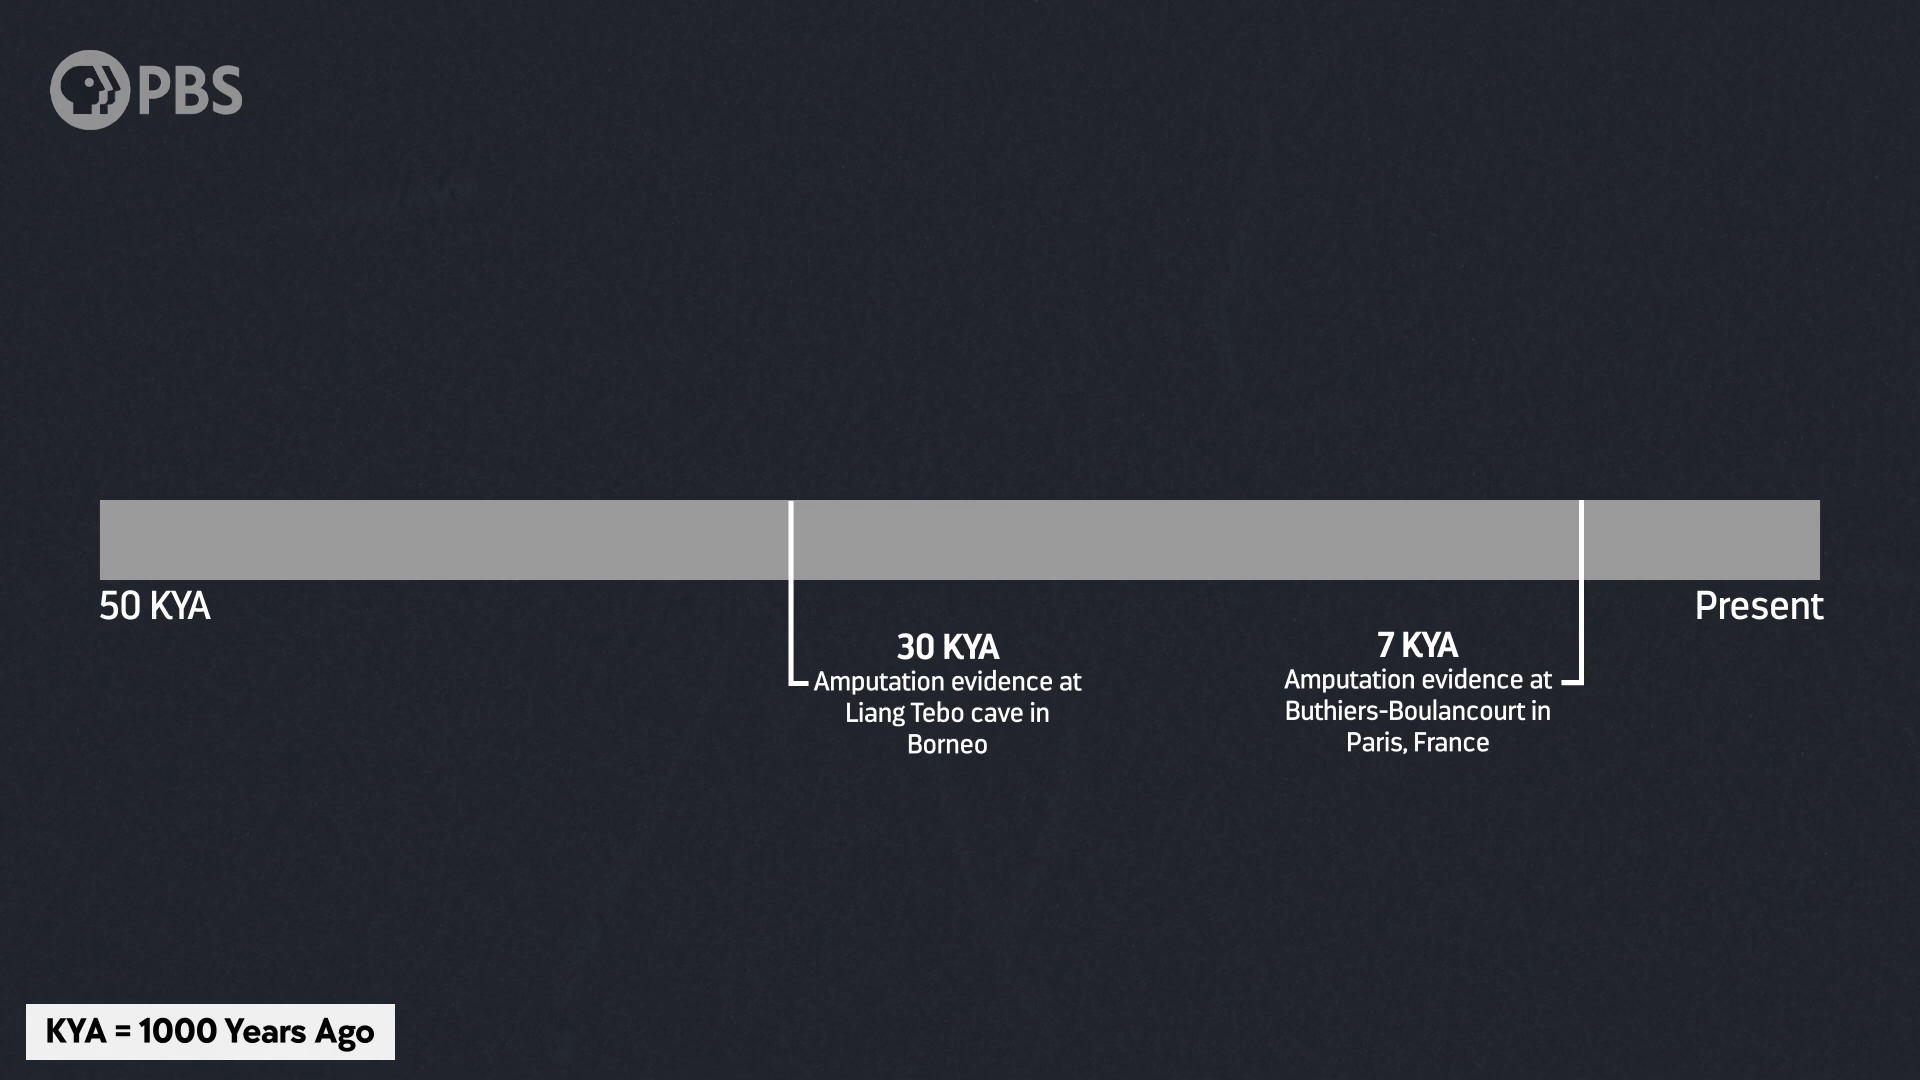 PBS
50 KYA
Present
30 KYA
Amputation evidence at
Liang Tebo cave in
Borneo
7 KYA
Amputation evidence at
Buthiers-Boulancourt in
Paris, France
KYA = 1000 Years Ago